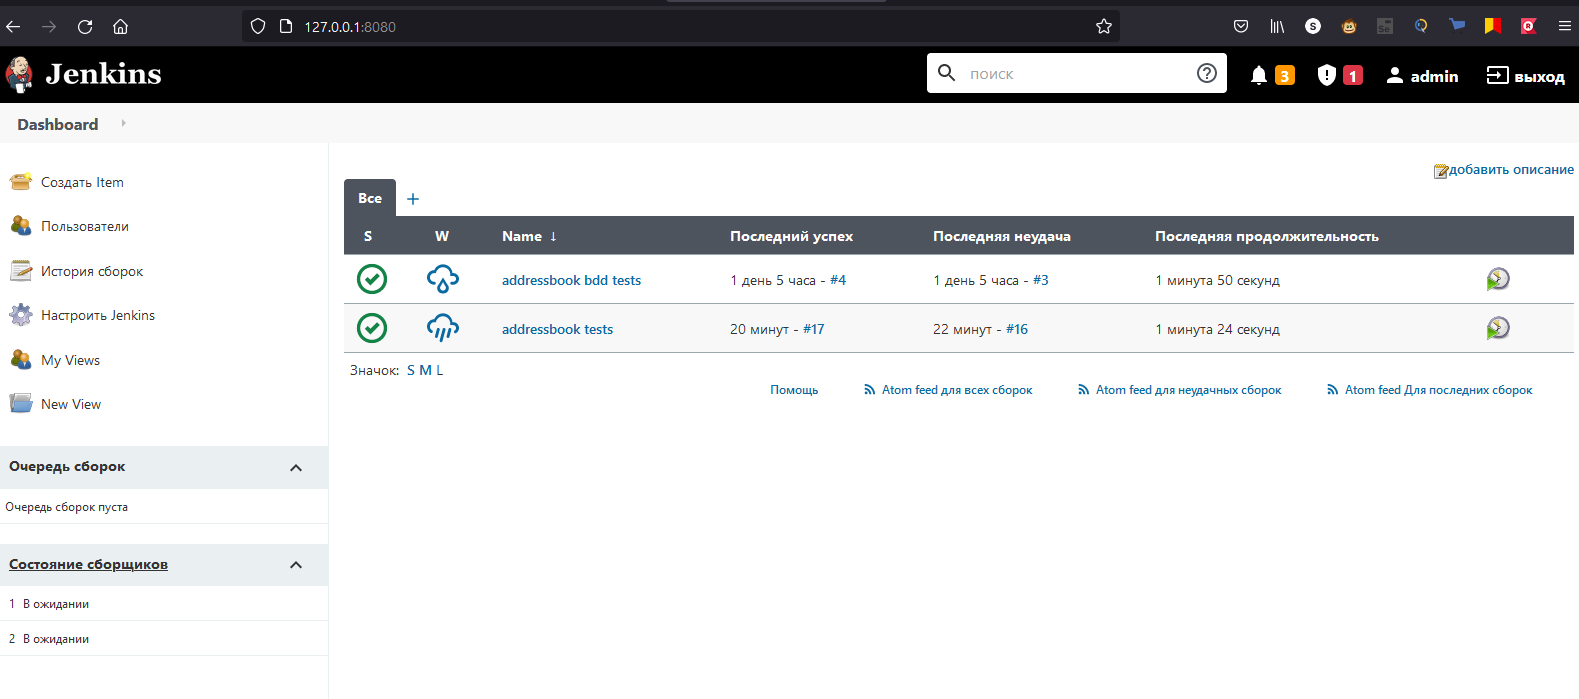 127.0.0.1:8080
Jenkins
поиск
3
1
admin
выход
Dashboard
Создать Item
Пользователи
История сборок
Настроить Jenkins
My Views
New View
Очередь сборок
Очередь сборок пуста
Состояние сборщиков
1 В ожидании
2 В ожидании
добавить описание
Все +
S W Name ↓ Последний успех Последняя неудача Последняя продолжительность
addressbook bdd tests 1 день 5 часа - #4 1 день 5 часа - #3 1 минута 50 секунд
addressbook tests 20 минут - #17 22 минут - #16 1 минута 24 секунд
Значок: S M L
Помощь Atom feed для всех сборок Atom feed для неудачных сборок Atom feed Для последних сборок